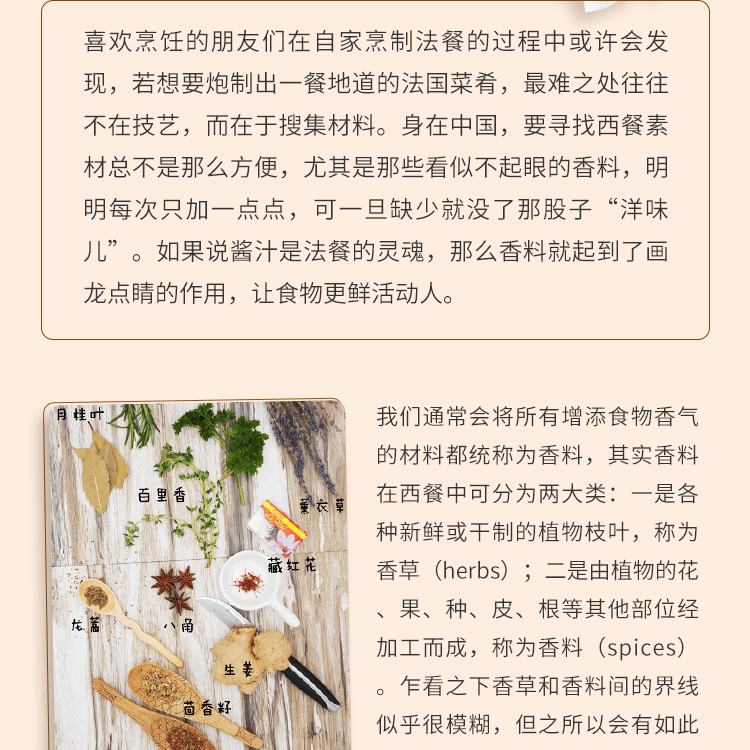 喜欢烹饪的朋友们在自家烹制法餐的过程中或许会发
现，若想要炮制出一餐地道的法国菜肴，最难之处往往
不在技艺，而在于搜集材料。身在中国，要寻找西餐素
材总不是那么方便，尤其是那些看似不起眼的香料，明
明每次只加一点点，可一旦缺少就没了那股子“洋味
儿”。如果说酱汁是法餐的灵魂，那么香料就起到了画
龙点睛的作用，让食物更鲜活动人。
月桂叶
百里香
薰衣草
藏红花
龙蒿
八角
生姜
茴香籽
我们通常会将所有增添食物香气
的材料都统称为香料，其实香料
在西餐中可分为两大类：一是各
种新鲜或干制的植物枝叶，称为
香草（herbs）；二是由植物的花
、果、种、皮、根等其他部位经
加工而成，称为香料（spices）
。乍看之下香草和香料间的界线
似乎很模糊，但之所以会有如此